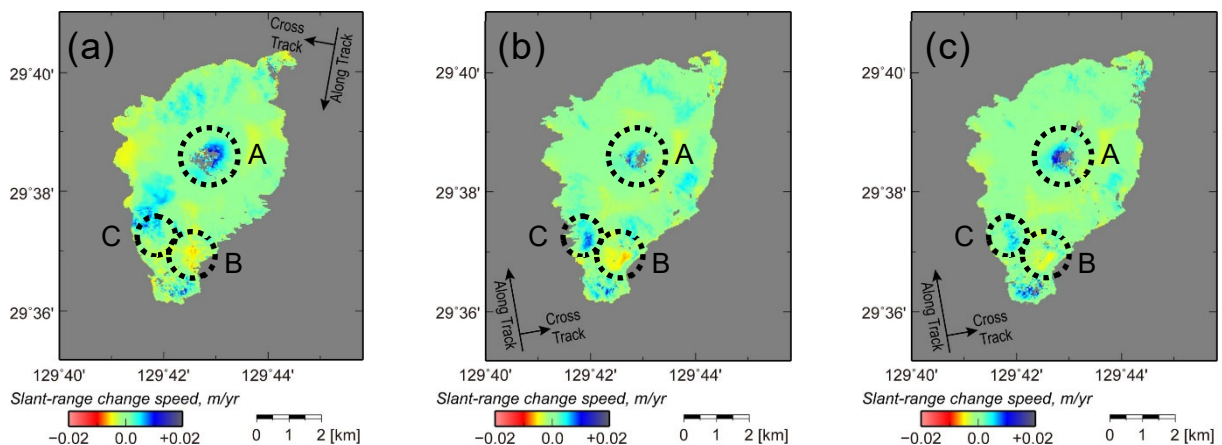 (a)
Cross
Track
Along Track
29°40'
29°38'
29°36'
A
C
B
129°40'
129°42'
129°44'
Slant-range change speed, m/yr
−0.02
0.0
+0.02
0 1 2 [km]
(b)
29°40'
29°38'
29°36'
A
C
B
Along Track
Cross
Track
129°40'
129°42'
129°44'
Slant-range change speed, m/yr
−0.02
0.0
+0.02
0 1 2 [km]
(c)
29°40'
29°38'
29°36'
A
C
B
Along Track
Cross
Track
129°40'
129°42'
129°44'
Slant-range change speed, m/yr
−0.02
0.0
+0.02
0 1 2 [km]